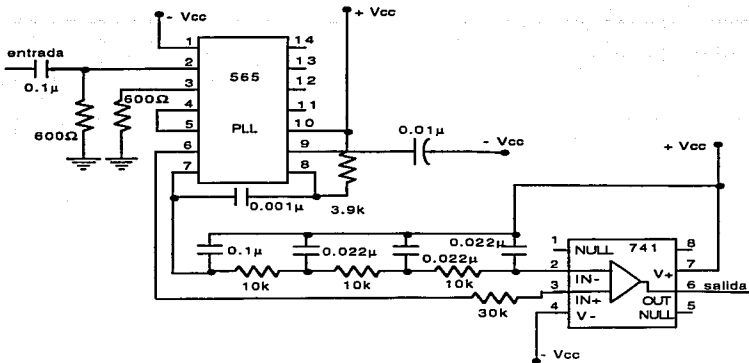 - Vcc
+ Vcc
entrada
0.1µ
600Ω
600Ω
1
2
3
4
5
6
7
565
PLL
14
13
12
11
10
9
8
0.01µ
- Vcc
+ Vcc
0.001µ
3.9k
0.1µ
0.022µ
0.022µ
0.022µ
10k
10k
10k
30k
1
2
3
4
NULL
741
IN-
IN+
V-
V+
OUT
NULL
8
7
6
5
salida
- Vcc